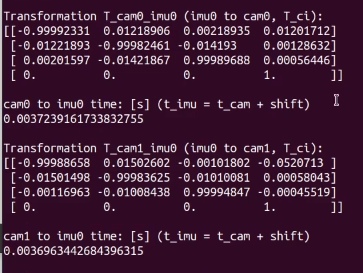 Transformation T_cam0_imu0 (imu0 to cam0, T_ci):
[[-0.99992331 0.01218906 0.00218935 0.01201712]
[-0.01221893 -0.99982461 -0.014193 0.00128632]
[ 0.00201597 -0.01421867 0.99989688 0.00056446]
[ 0. 0. 0. 1. ]]
cam0 to imu0 time: [s] (t_imu = t_cam + shift)
0.0037239161733832755
Transformation T_cam1_imu0 (imu0 to cam1, T_ci):
[[-0.99988658 0.01502602 -0.00101802 -0.0520713 ]
[-0.01501498 -0.99983625 -0.01010081 0.00058043]
[-0.00116963 -0.01008438 0.99994847 -0.00045519]
[ 0. 0. 0. 1. ]]
cam1 to imu0 time: [s] (t_imu = t_cam + shift)
0.0036963442684396315